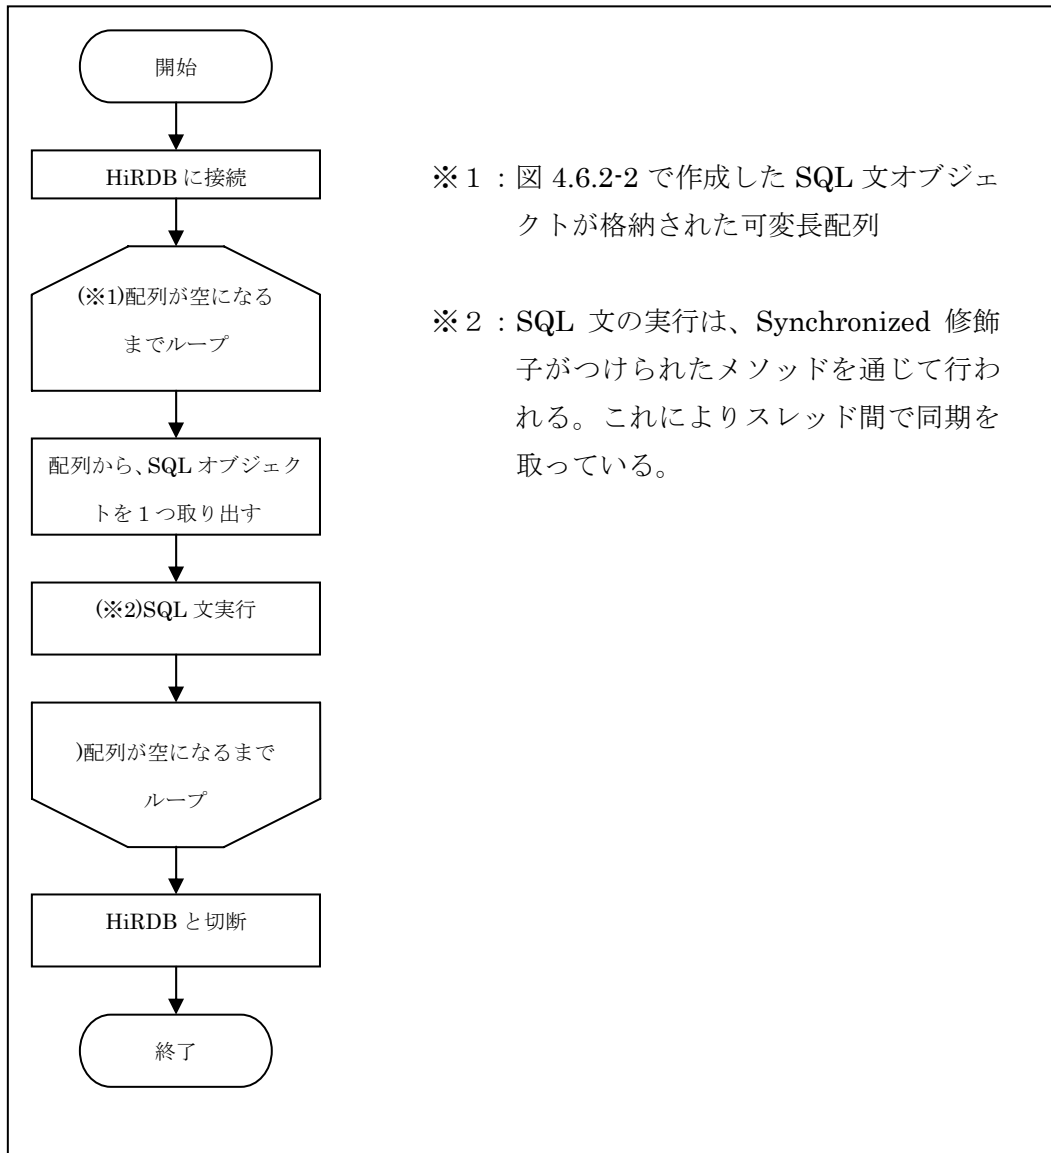 開始
HiRDB に接続
(※1)配列が空になる
までループ
配列から、SQL オブジェク
トを１つ取り出す
(※2)SQL 文実行
)配列が空になるまで
ループ
HiRDB と切断
終了
※１：図 4.6.2-2 で作成した SQL 文オブジェ
クトが格納された可変長配列
※２：SQL 文の実行は、Synchronized 修飾
子がつけられたメソッドを通じて行わ
れる。これによりスレッド間で同期を
取っている。